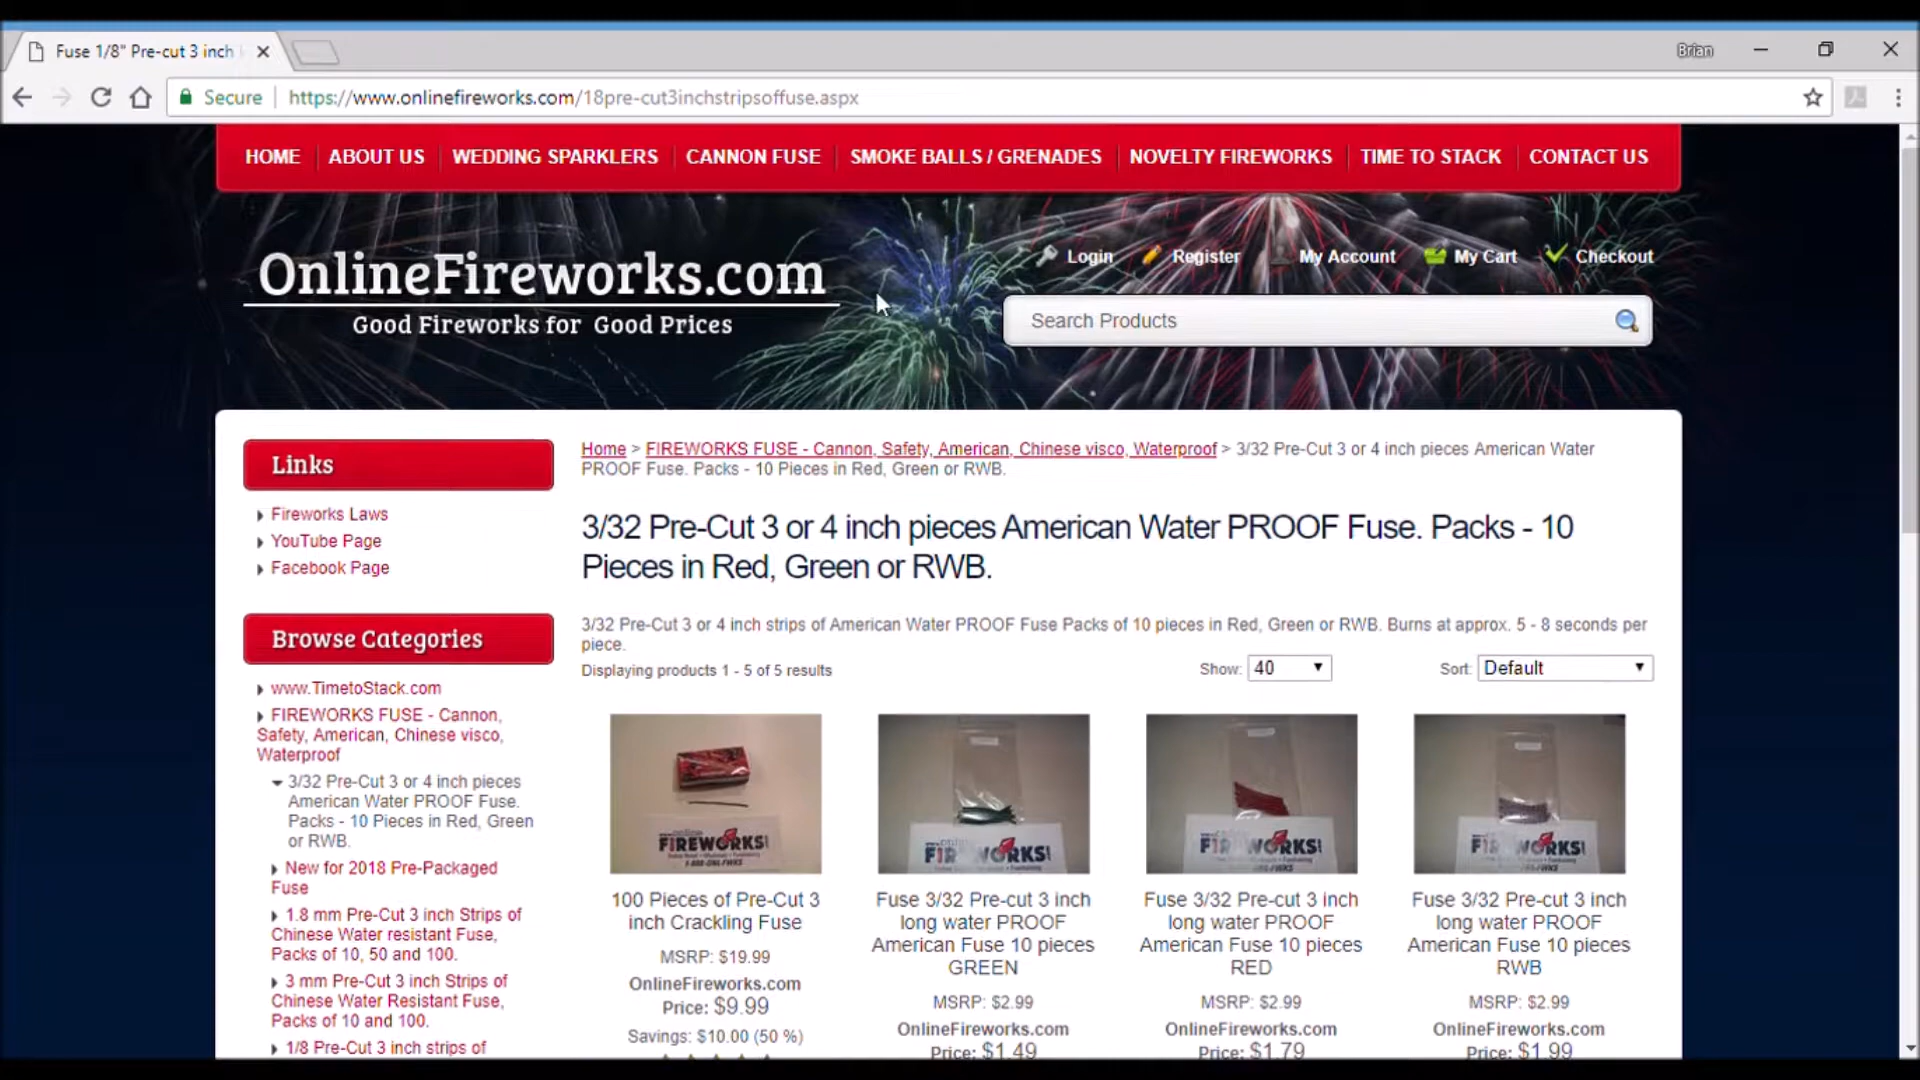 Fuse 1/8" Pre-cut 3 inch
Brian
Secure
https://www.onlinefireworks.com/18pre-cut3inchstripsoffuse.aspx
HOME
ABOUT US
WEDDING SPARKLERS
CANNON FUSE
SMOKE BALLS / GRENADES
NOVELTY FIREWORKS
TIME TO STACK
CONTACT US
Login
Register
My Account
My Cart
Checkout
OnlineFireworks.com
Good Fireworks for Good Prices
Search Products
Links
Fireworks Laws
YouTube Page
Facebook Page
Browse Categories
www.TimetoStack.com
FIREWORKS FUSE - Cannon,
Safety, American, Chinese visco,
Waterproof
3/32 Pre-Cut 3 or 4 inch pieces
American Water PROOF Fuse.
Packs - 10 Pieces in Red, Green
or RWB.
New for 2018 Pre-Packaged
Fuse
1.8 mm Pre-Cut 3 inch Strips of
Chinese Water resistant Fuse,
Packs of 10, 50 and 100.
3 mm Pre-Cut 3 inch Strips of
Chinese Water Resistant Fuse,
Packs of 10 and 100.
1/8 Pre-Cut 3 inch strips of
Home > FIREWORKS FUSE - Cannon, Safety, American, Chinese visco, Waterproof > 3/32 Pre-Cut 3 or 4 inch pieces American Water
PROOF Fuse. Packs - 10 Pieces in Red, Green or RWB.
3/32 Pre-Cut 3 or 4 inch pieces American Water PROOF Fuse. Packs - 10
Pieces in Red, Green or RWB.
3/32 Pre-Cut 3 or 4 inch strips of American Water PROOF Fuse Packs of 10 pieces in Red, Green or RWB. Burns at approx. 5 - 8 seconds per
piece.
Displaying products 1 - 5 of 5 results
Show: 40
Sort: Default
FIREWORKS!
1-888-ONL-FWKS
100 Pieces of Pre-Cut 3
inch Crackling Fuse
MSRP: $19.99
OnlineFireworks.com
Price: $9.99
Savings: $10.00 (50 %)
FIREWORKS!
Fuse 3/32 Pre-cut 3 inch
long water PROOF
American Fuse 10 pieces
GREEN
MSRP: $2.99
OnlineFireworks.com
Price: $1.49
FIREWORKS!
Fuse 3/32 Pre-cut 3 inch
long water PROOF
American Fuse 10 pieces
RED
MSRP: $2.99
OnlineFireworks.com
Price: $1.79
FIREWORKS!
Fuse 3/32 Pre-cut 3 inch
long water PROOF
American Fuse 10 pieces
RWB
MSRP: $2.99
OnlineFireworks.com
Price: $1.99